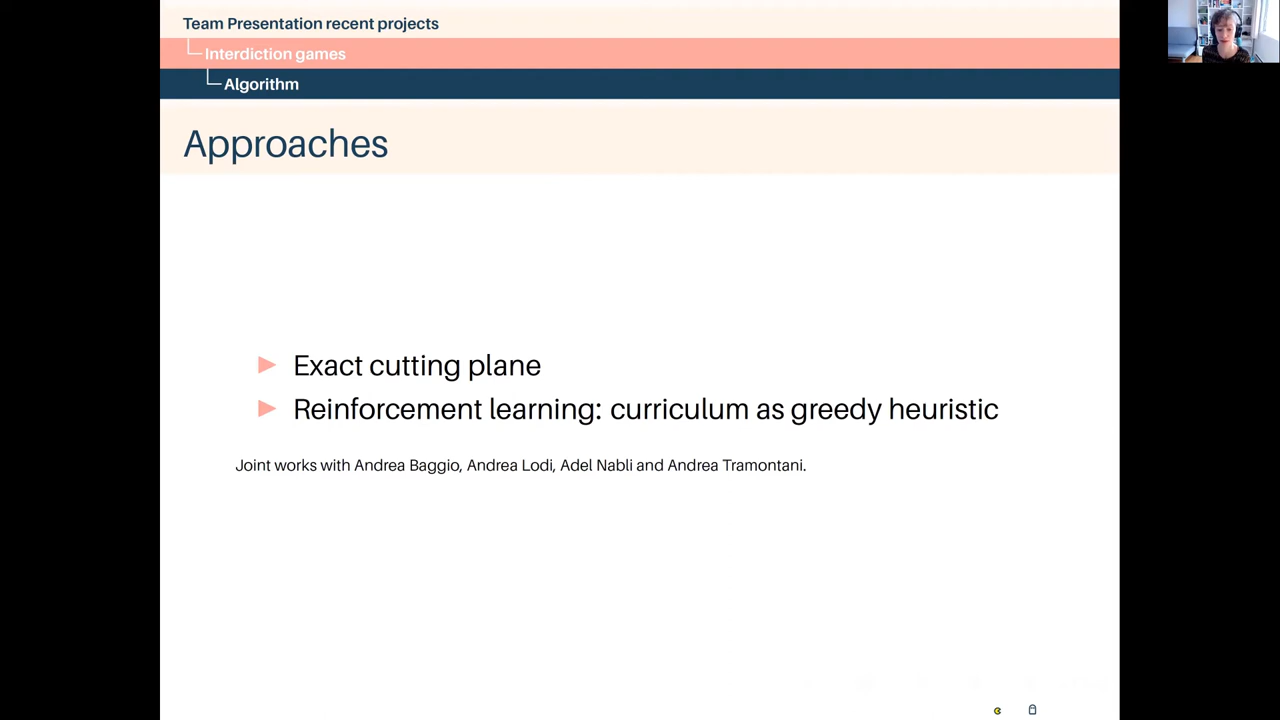 Team Presentation recent projects
Interdiction games
Algorithm
Approaches
Exact cutting plane
Reinforcement learning: curriculum as greedy heuristic
Joint works with Andrea Baggio, Andrea Lodi, Adel Nabli and Andrea Tramontani.